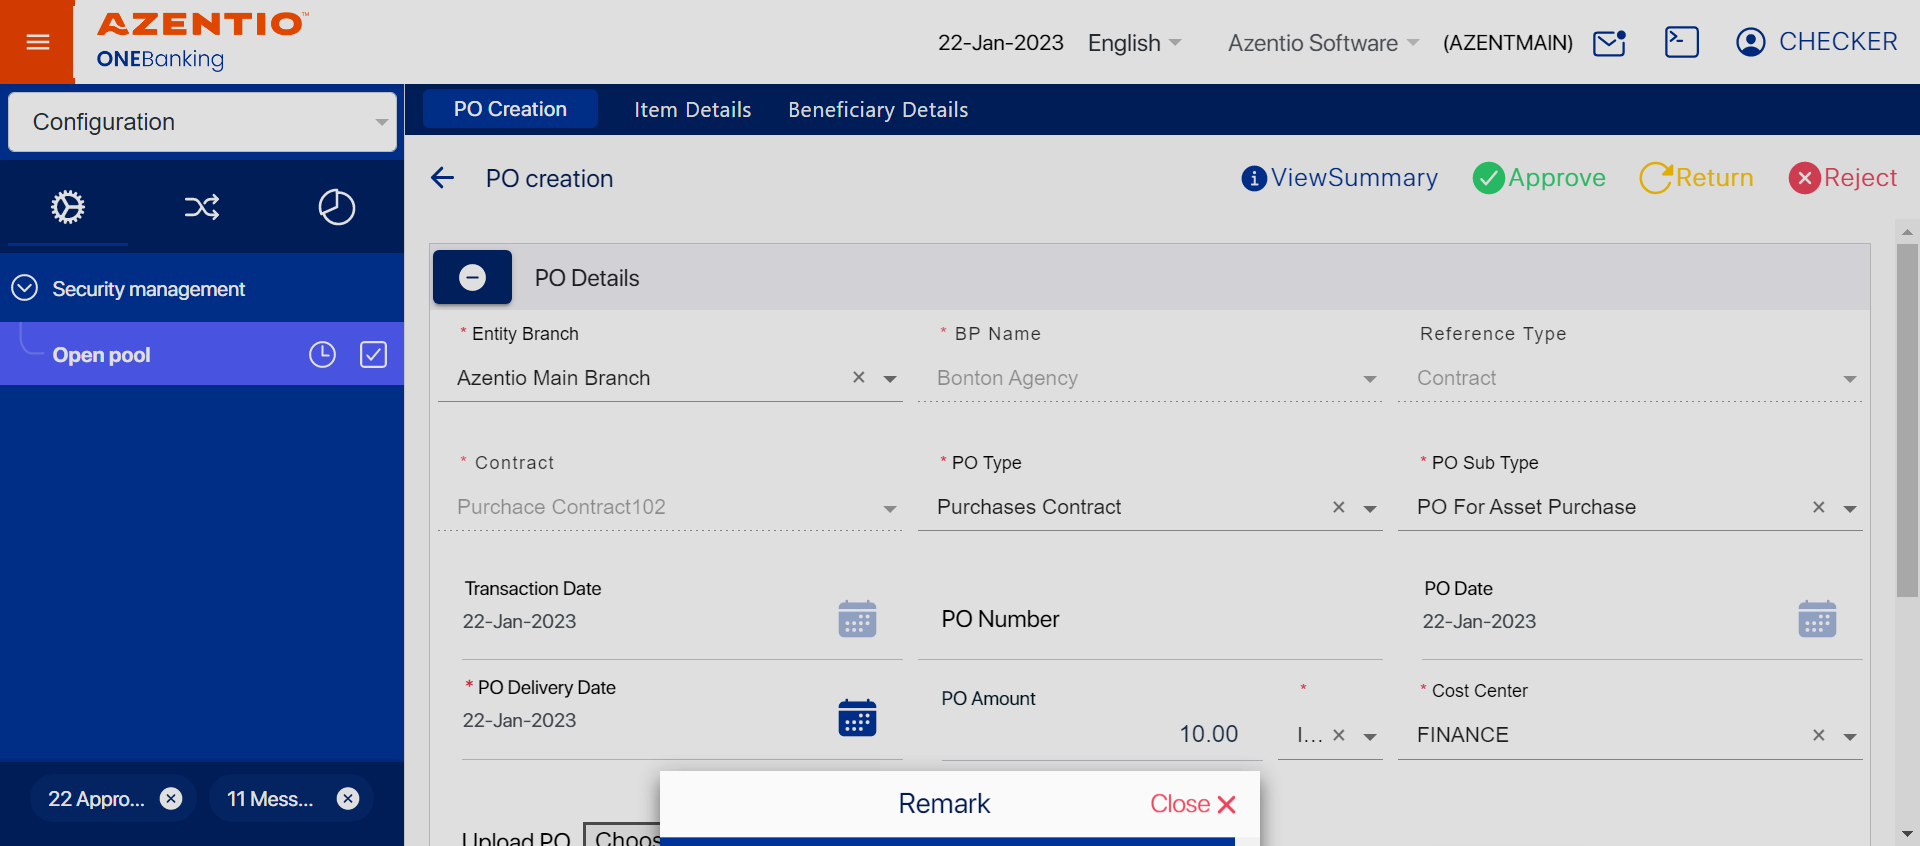 AZENTIO™
ONEBanking
22-Jan-2023 English Azentio Software (AZENTMAIN) CHECKER
Configuration
PO Creation Item Details Beneficiary Details
PO creation
ViewSummary Approve Return Reject
Security management
Open pool
PO Details
* Entity Branch * BP Name Reference Type
Azentio Main Branch × Bonton Agency Contract
* Contract * PO Type * PO Sub Type
Purchace Contract102 Purchases Contract × PO For Asset Purchase ×
Transaction Date PO Date
22-Jan-2023 PO Number 22-Jan-2023
* PO Delivery Date PO Amount * * Cost Center
22-Jan-2023 10.00 I... × FINANCE ×
22 Appro... 11 Mess...
Remark Close ×
Upload PO Choos